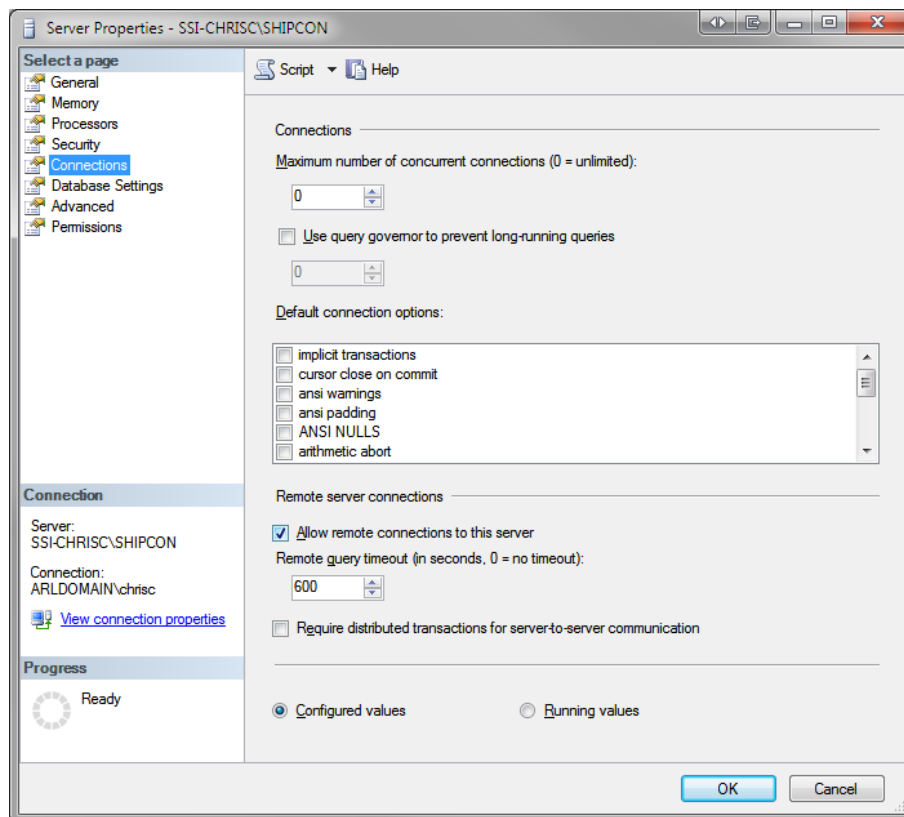 Server Properties - SSI-CHRISC\SHIPCON
Select a page
General
Memory
Processors
Security
Connections
Database Settings
Advanced
Permissions
Script
Help
Connections
Maximum number of concurrent connections (0 = unlimited):
0
Use query governor to prevent long-running queries
0
Default connection options:
implicit transactions
cursor close on commit
ansi warnings
ansi padding
ANSI NULLS
arithmetic abort
Remote server connections
Allow remote connections to this server
Remote query timeout (in seconds, 0 = no timeout):
600
Require distributed transactions for server-to-server communication
Configured values
Running values
Connection
Server:
SSI-CHRISC\SHIPCON
Connection:
ARLDOMAIN\chrisc
View connection properties
Progress
Ready
OK
Cancel